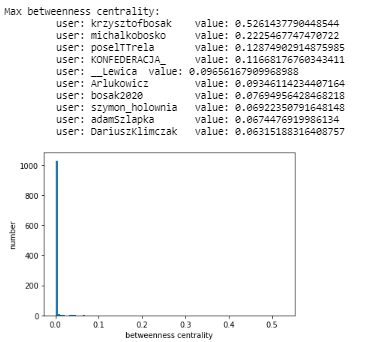 Max betweenness centrality:
user: krzysztofbosak value: 0.5261437790448544
user: michalkobosko value: 0.2225467747470722
user: poselTTrela value: 0.12874902914875985
user: KONFEDERACJA_ value: 0.11668176760343411
user: __Lewica value: 0.09656167909968988
user: Arlukowicz value: 0.09346114234407164
user: bosak2020 value: 0.07694956428468218
user: szymon_holownia value: 0.06922350791648148
user: adamSzlapka value: 0.0674476919986134
user: DariuszKlimczak value: 0.06315188316408757
1000
800
600
400
200
0
number
0.0 0.1 0.2 0.3 0.4 0.5
betweenness centrality